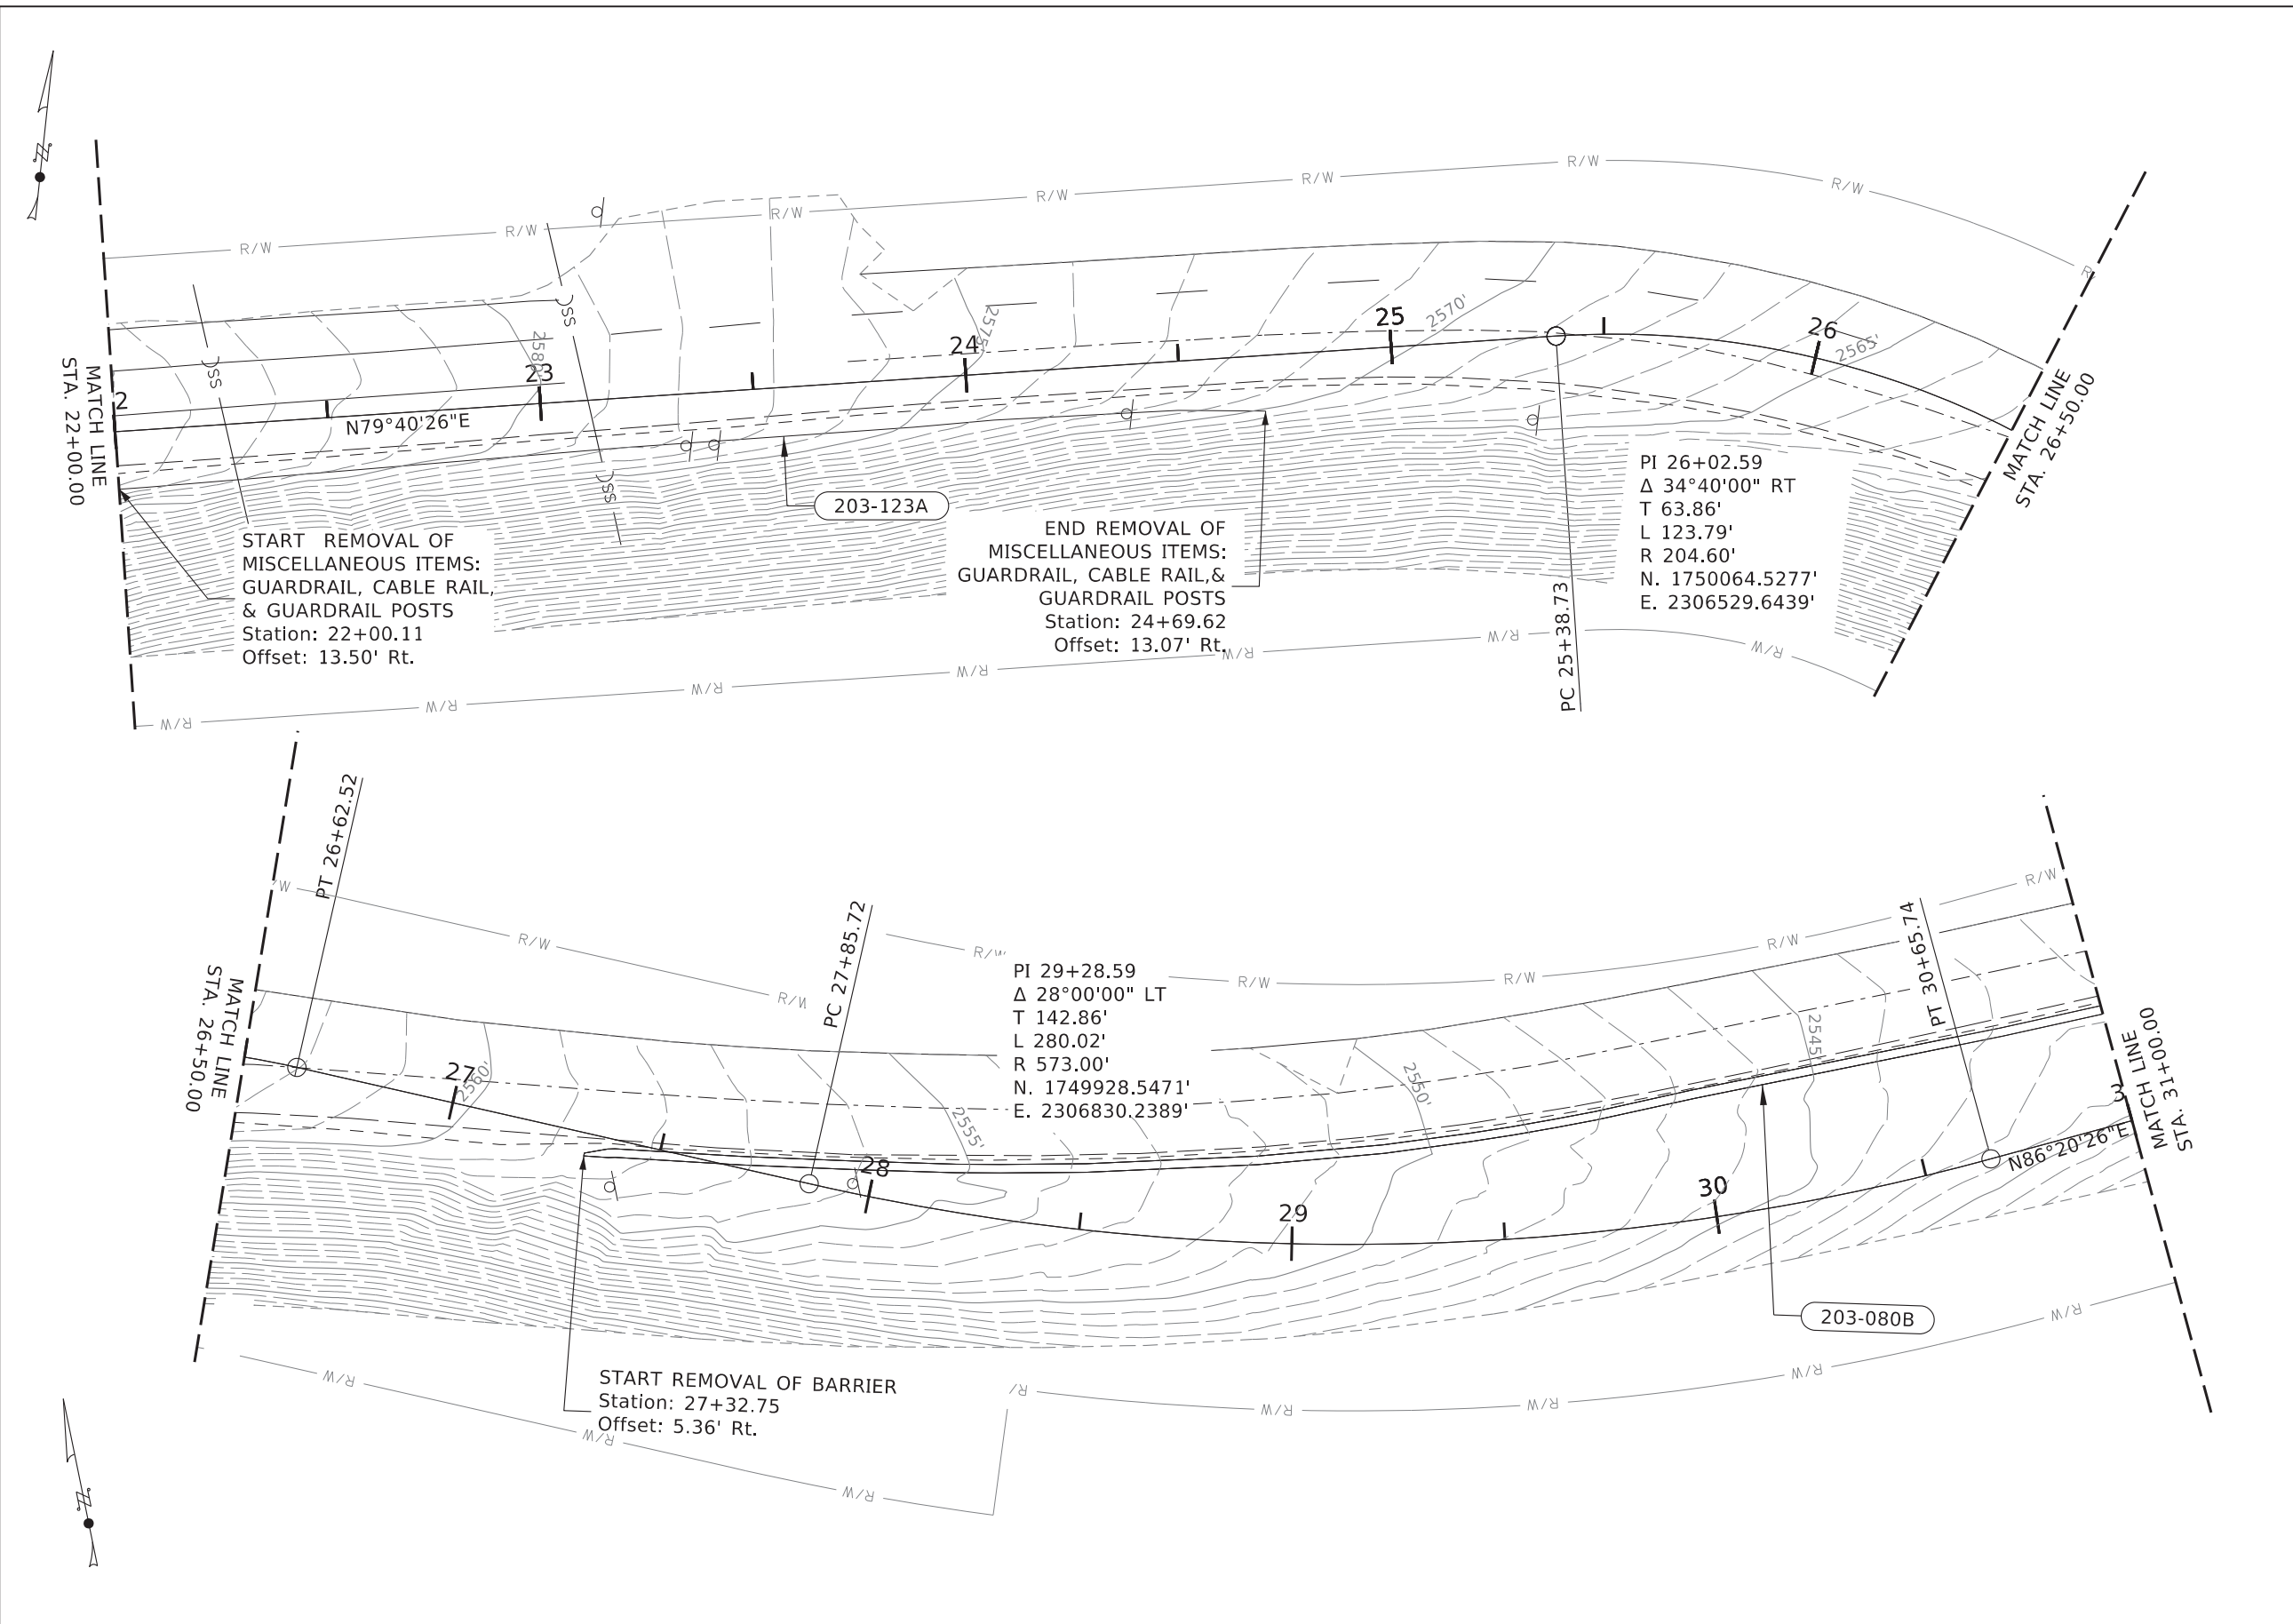 R/W
R/W
R/W
R/W
R/W
R/W
R/W
R
MATCH LINE
STA. 22+00.00
2
SS
SS
SS
2580'
23
N79°40'26"E
24
2575'
25
2570'
26
2565'
MATCH LINE
STA. 26+50.00
203-123A
START REMOVAL OF
MISCELLANEOUS ITEMS:
GUARDRAIL, CABLE RAIL,
& GUARDRAIL POSTS
Station: 22+00.11
Offset: 13.50' Rt.
END REMOVAL OF
MISCELLANEOUS ITEMS:
GUARDRAIL, CABLE RAIL,&
GUARDRAIL POSTS
Station: 24+69.62
Offset: 13.07' Rt.
PC 25+38.73
PI 26+02.59
Δ 34°40'00" RT
T 63.86'
L 123.79'
R 204.60'
N. 1750064.5277'
E. 2306529.6439'
R/W
R/W
R/W
R/W
R/W
R/W
R/W
PT 26+62.52
/W
R/W
R/W
PC 27+85.72
R/W
R/W
R/W
R/W
R/W
PT 30+65.74
MATCH LINE
STA. 26+50.00
27
2560'
28
2555'
PI 29+28.59
Δ 28°00'00" LT
T 142.86'
L 280.02'
R 573.00'
N. 1749928.5471'
E. 2306830.2389'
29
2550'
30
2545'
3
N86°20'26"E
MATCH LINE
STA. 31+00.00
203-080B
START REMOVAL OF BARRIER
Station: 27+32.75
Offset: 5.36' Rt.
R/W
R/W
R/W
R/
R/W
R/W
R/W
R/W